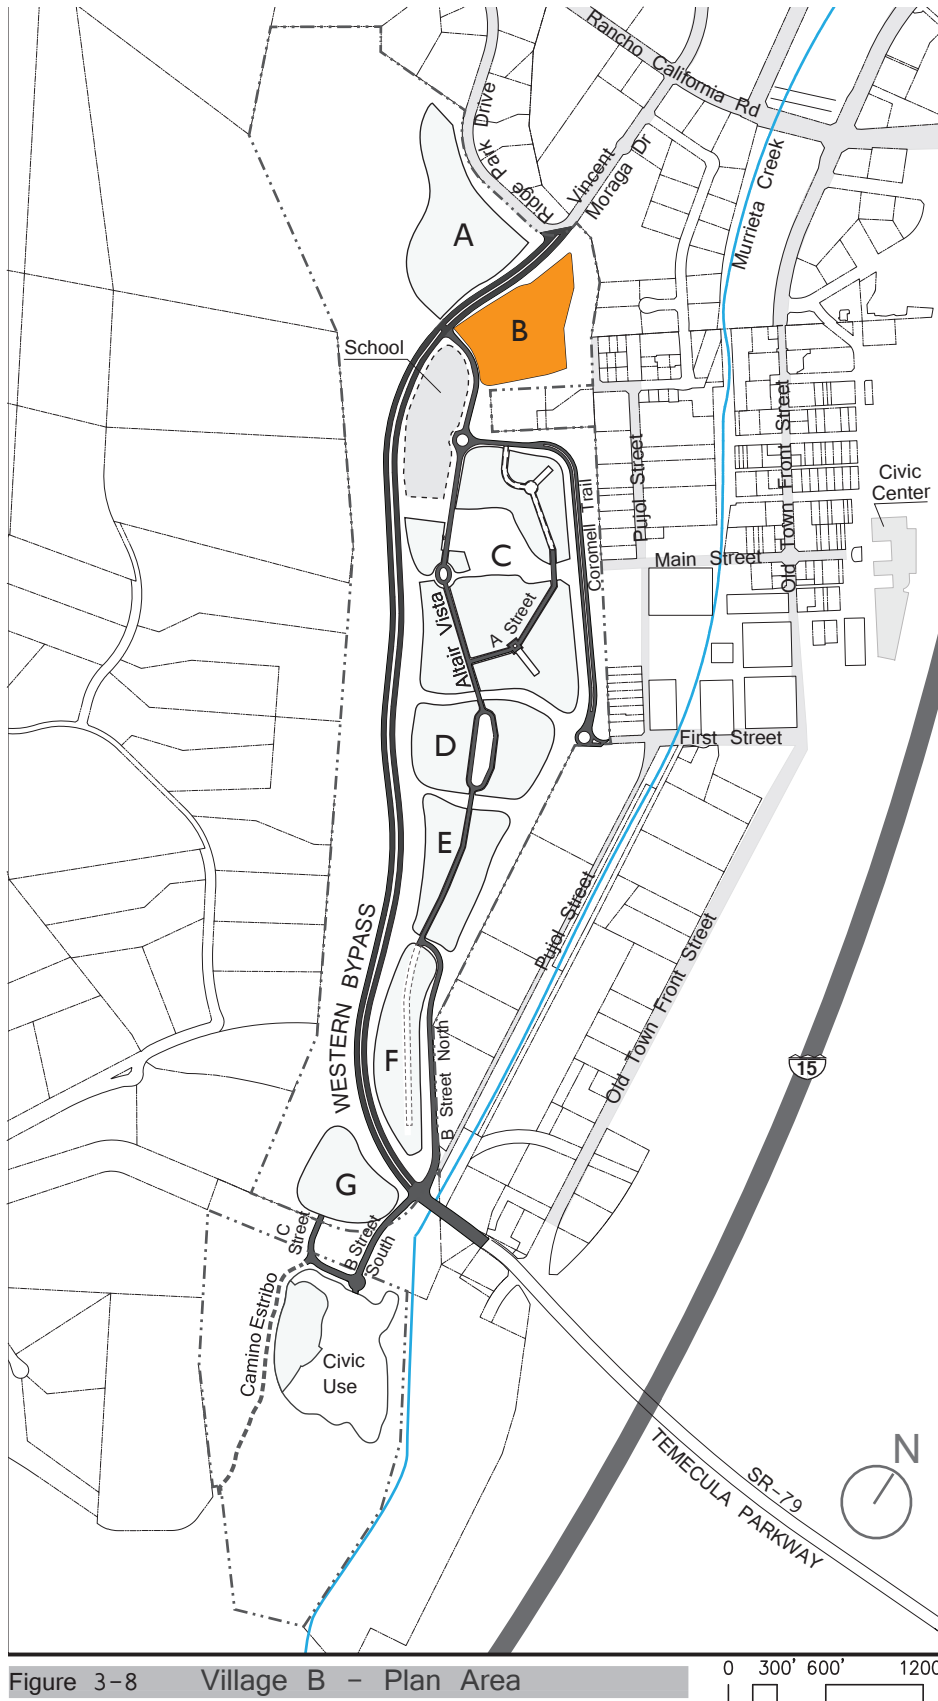 Rancho California Rd
Ridge Park Drive
Vincent
Moraga Dr
Murrieta Creek
A
B
School
Pujol Street
Old Town Front Street
Civic
Center
Coromell Trail
C
Main Street
Altair Vista
A Street
First Street
D
E
Pujol Street
Old Town Front Street
WESTERN BYPASS
F
B Street North
15
G
C
Street
B Street
South
Camino Estribo
Civic
Use
N
SR-79
TEMECULA PARKWAY
Figure 3-8 Village B - Plan Area
0 300' 600' 1200